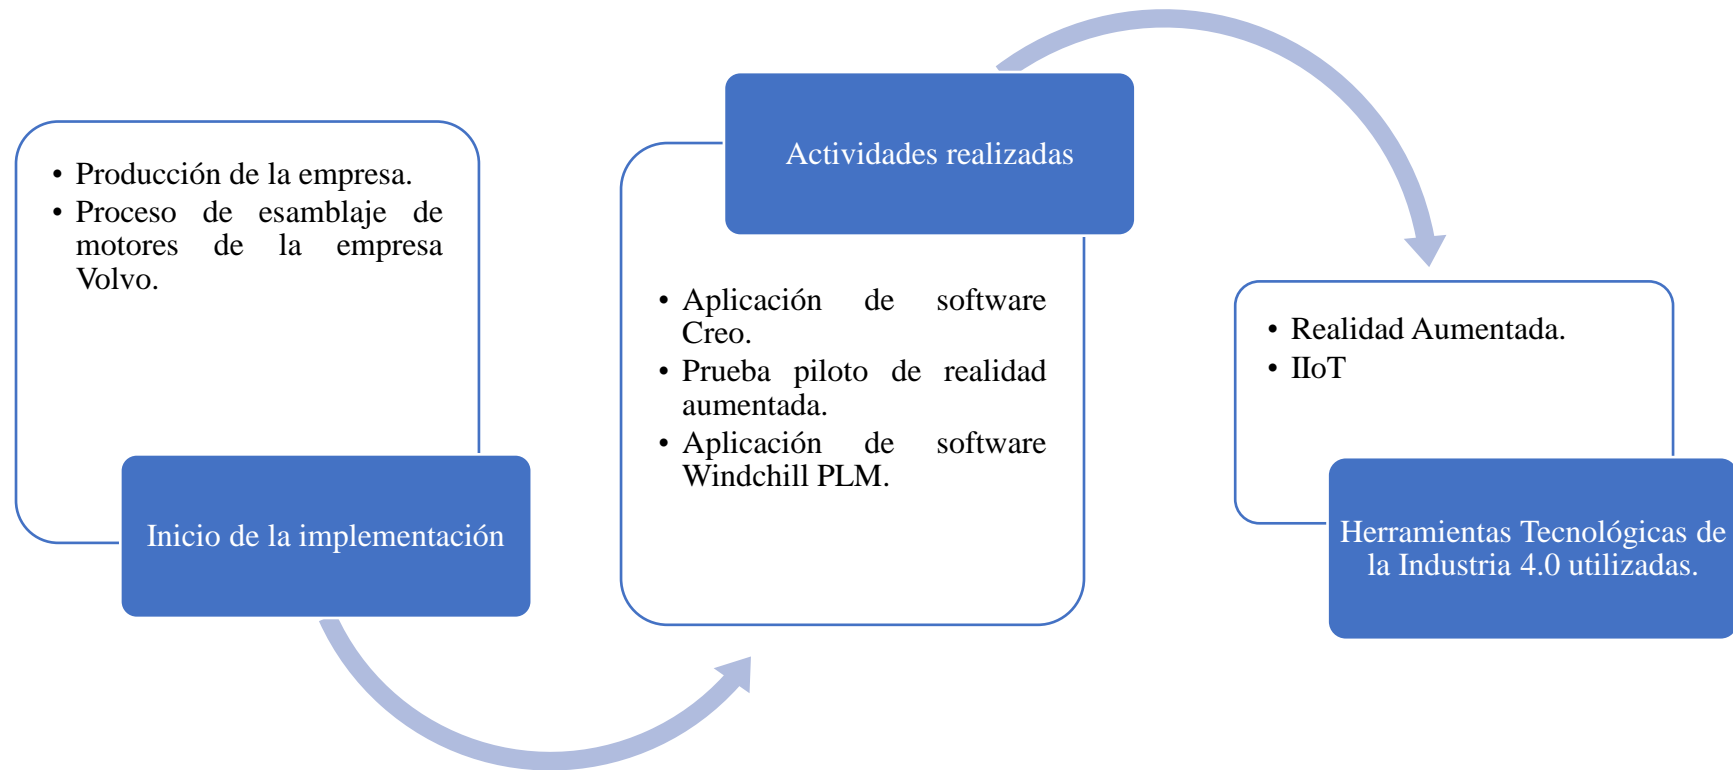 • Producción de la empresa.
• Proceso de esamblaje de
motores de la empresa
Volvo.
Inicio de la implementación
Actividades realizadas
• Aplicación de software
Creo.
• Prueba piloto de realidad
aumentada.
• Aplicación de software
Windchill PLM.
• Realidad Aumentada.
• IIoT
Herramientas Tecnológicas de
la Industria 4.0 utilizadas.